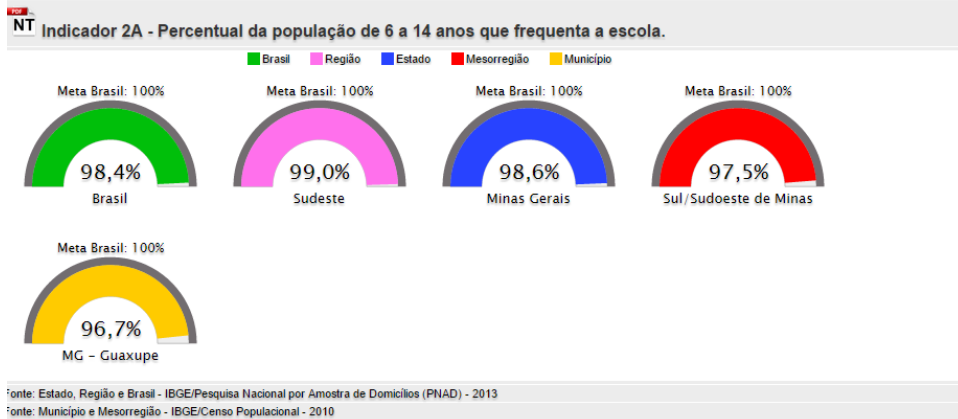 PDF
NT
Indicador 2A - Percentual da população de 6 a 14 anos que frequenta a escola.
Brasil Região Estado Mesorregião Município
Meta Brasil: 100% Meta Brasil: 100% Meta Brasil: 100% Meta Brasil: 100%
98,4% 99,0% 98,6% 97,5%
Brasil Sudeste Minas Gerais Sul/Sudoeste de Minas
Meta Brasil: 100%
96,7%
MG - Guaxupe
Fonte: Estado, Região e Brasil - IBGE/Pesquisa Nacional por Amostra de Domicílios (PNAD) - 2013
Fonte: Município e Mesorregião - IBGE/Censo Populacional - 2010